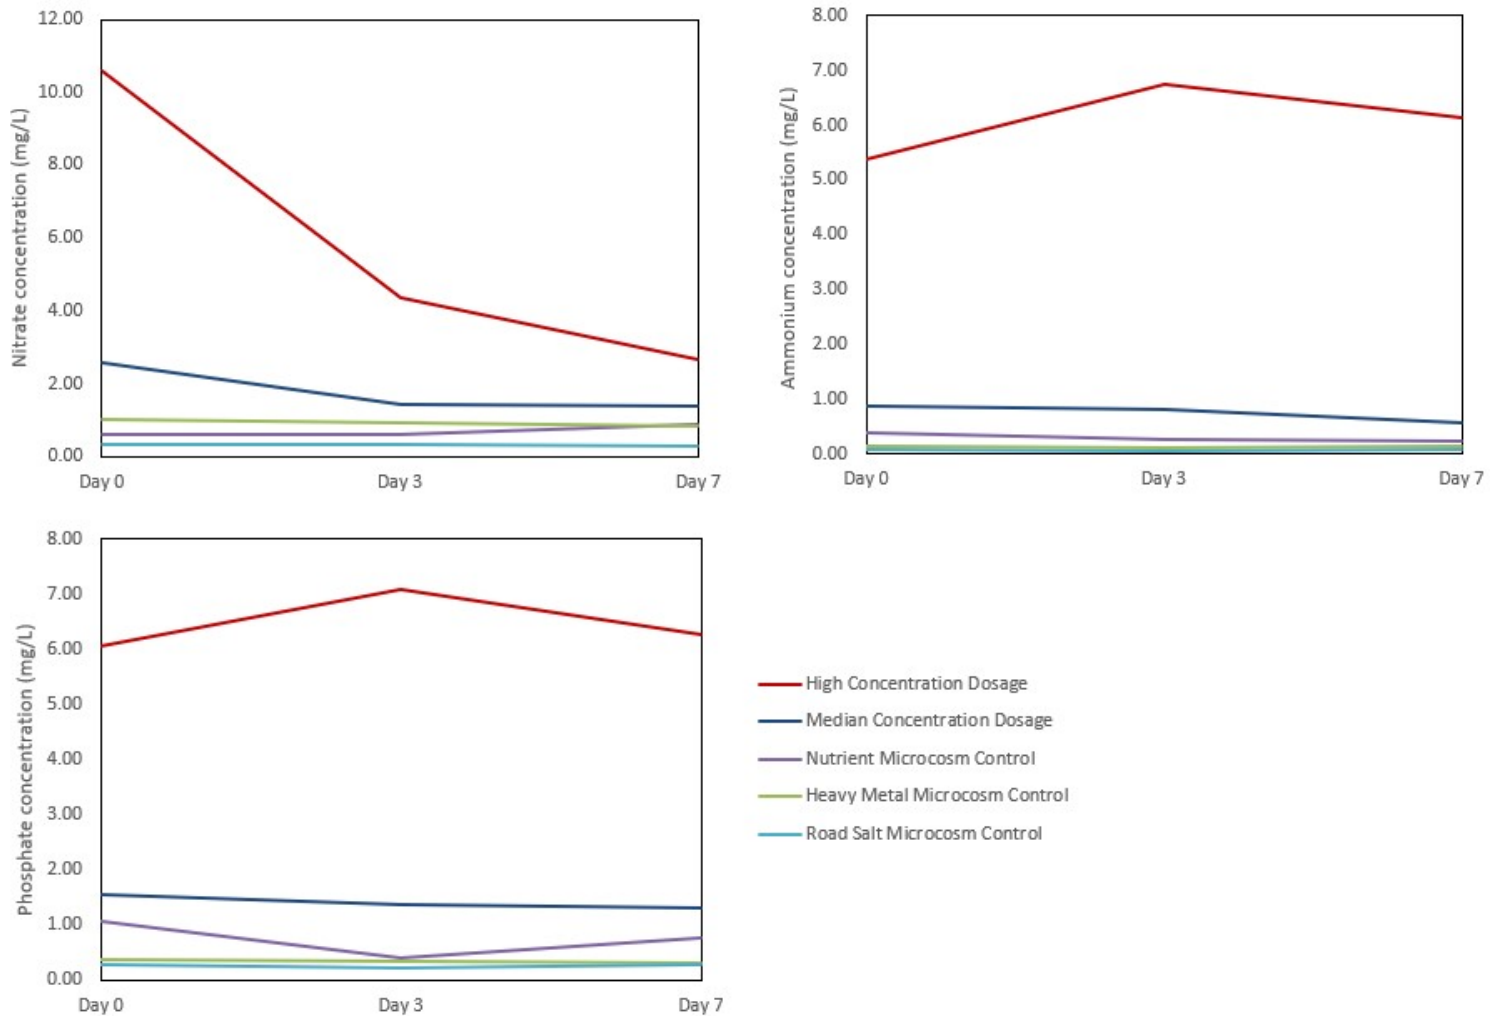 Nitrate concentration (mg/L)
12.00
10.00
8.00
6.00
4.00
2.00
0.00
Day 0 Day 3 Day 7
Ammonium concentration (mg/L)
8.00
7.00
6.00
5.00
4.00
3.00
2.00
1.00
0.00
Day 0 Day 3 Day 7
Phosphate concentration (mg/L)
8.00
7.00
6.00
5.00
4.00
3.00
2.00
1.00
0.00
Day 0 Day 3 Day 7
High Concentration Dosage
Median Concentration Dosage
Nutrient Microcosm Control
Heavy Metal Microcosm Control
Road Salt Microcosm Control